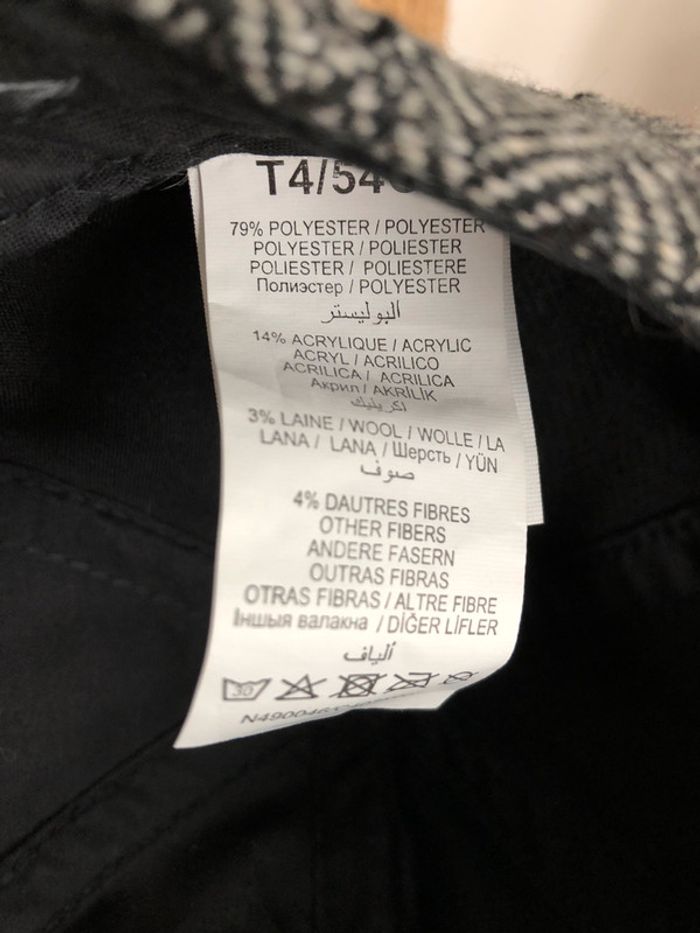 79% POLYESTER / POLYESTER
POLYESTER / POLIESTER
POLIESTER / POLIESTERE
Полиэстер / POLYESTER
البوليستر
14% ACRYLIQUE / ACRYLIC
ACRYL / ACRILICO
ACRILICA / ACRILICA
Акрил / AKRİLİK
اكريليك
3% LAINE / WOOL / WOLLE / LA
LANA / LANA / Шерсть / YÜN
صوف
4% DAUTRES FIBRES
OTHER FIBERS
ANDERE FASERN
OUTRAS FIBRAS
OTRAS FIBRAS / ALTRE FIBRE
Іншыя валакна / DİĞER LİFLER
ألياف
30